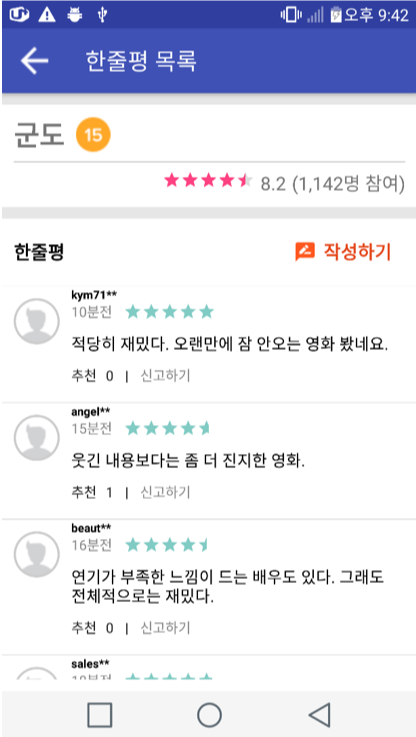 오후 9:42
한줄평 목록
군도 15
8.2 (1,142명 참여)
한줄평 작성하기
kym71**
10분전
적당히 재밌다. 오랜만에 잠 안오는 영화 봤네요.
추천 0 | 신고하기
angel**
15분전
웃긴 내용보다는 좀 더 진지한 영화.
추천 1 | 신고하기
beaut**
16분전
연기가 부족한 느낌이 드는 배우도 있다. 그래도
전체적으로는 재밌다.
추천 0 | 신고하기
sales**